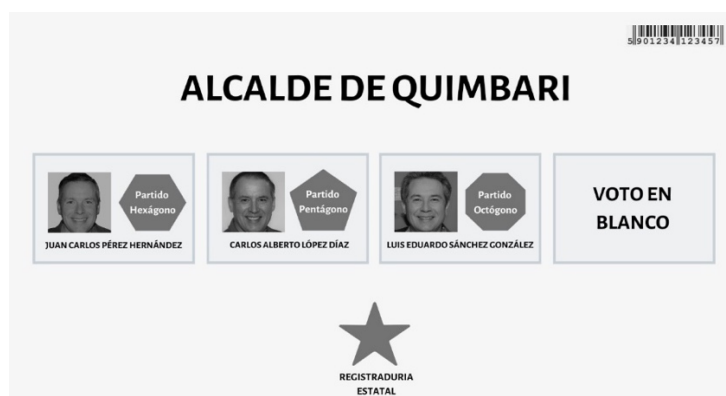 5901234123457
ALCALDE DE QUIMBARI
Partido
Hexágono
JUAN CARLOS PÉREZ HERNÁNDEZ
Partido
Pentágono
CARLOS ALBERTO LÓPEZ DÍAZ
Partido
Octógono
LUIS EDUARDO SÁNCHEZ GONZÁLEZ
VOTO EN
BLANCO
REGISTRADURIA
ESTATAL